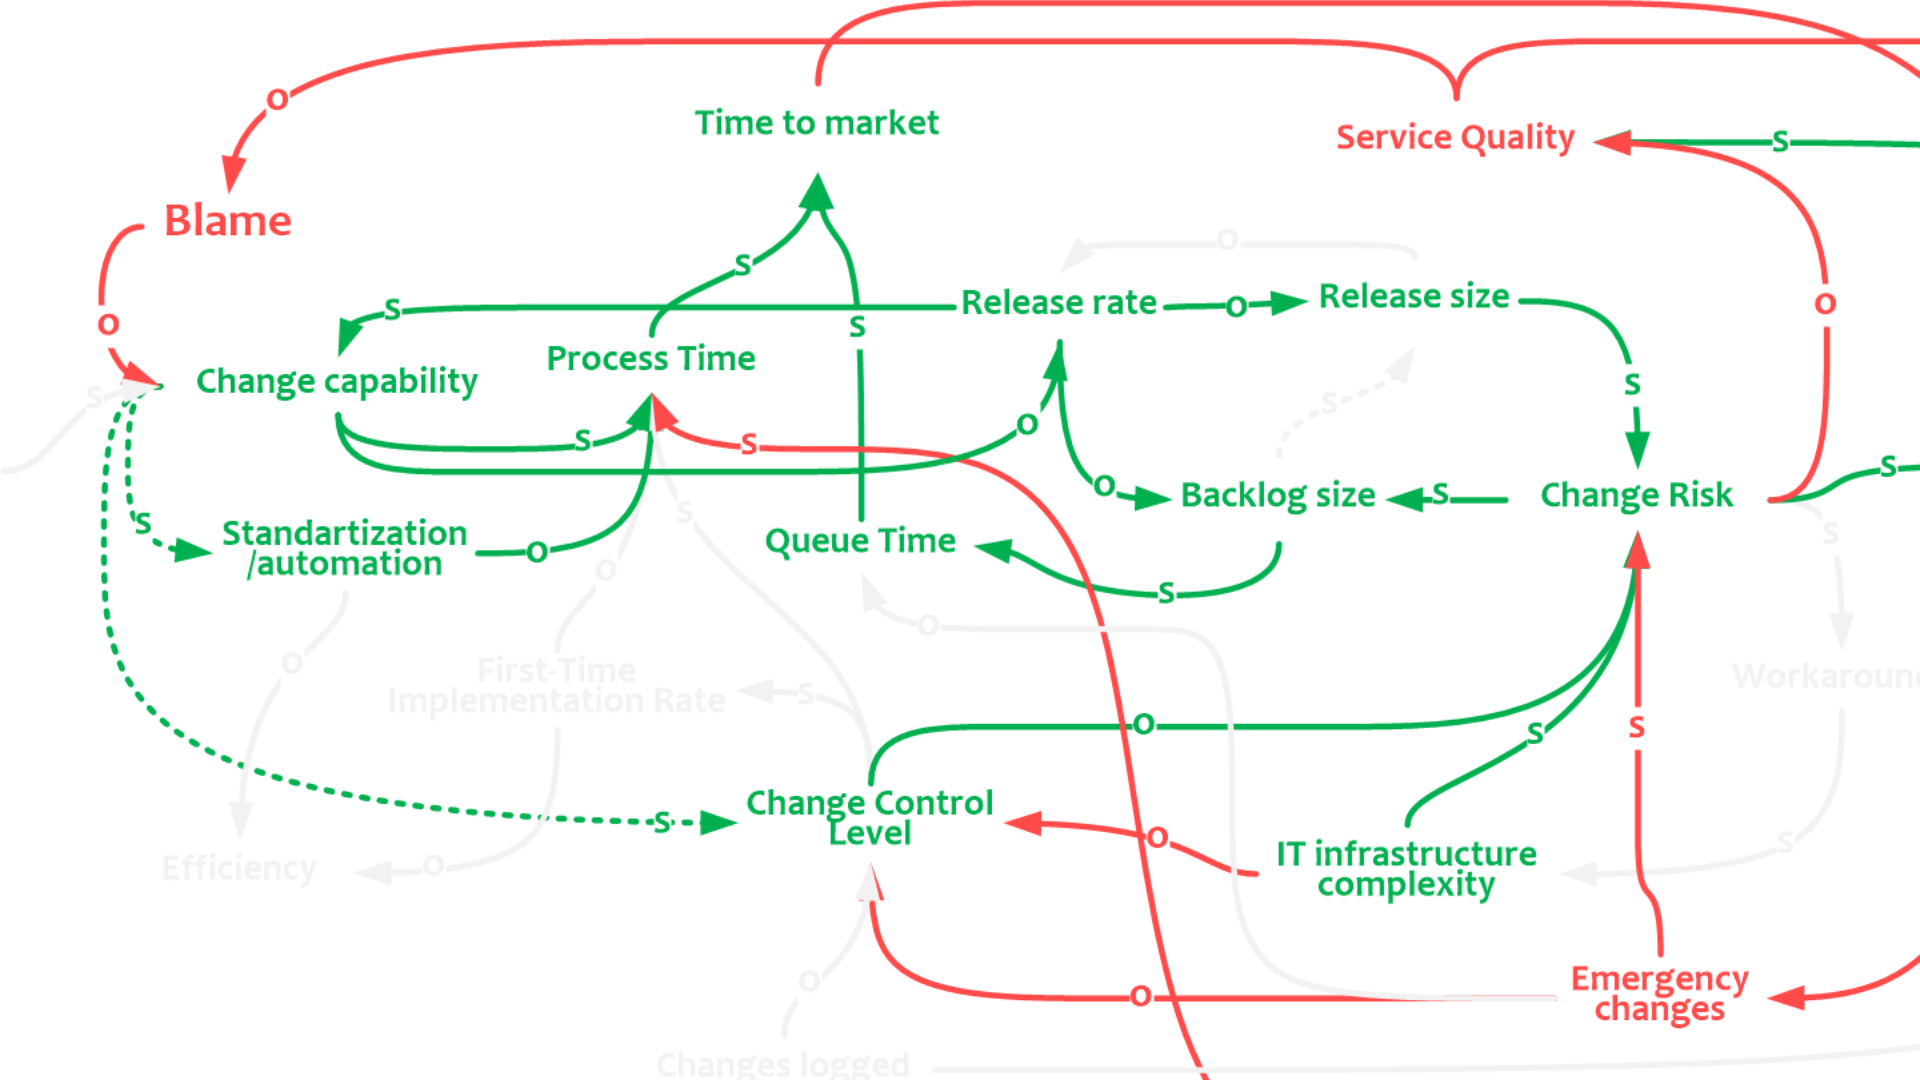 o
Time to market
Service Quality
s
Blame
o
s
s
Release rate
o
Release size
o
s
o
s
Process Time
Change capability
s
s
s
s
s
o
o
Backlog size
s
Change Risk
s
s
s
s
Standartization
/automation
o
Queue Time
o
s
o
First-Time
Implementation Rate
s
o
Workaroun
o
s
s
Change Control
Level
s
o
s
IT infrastructure
complexity
Efficiency
o
o
o
Emergency
changes
Changes logged